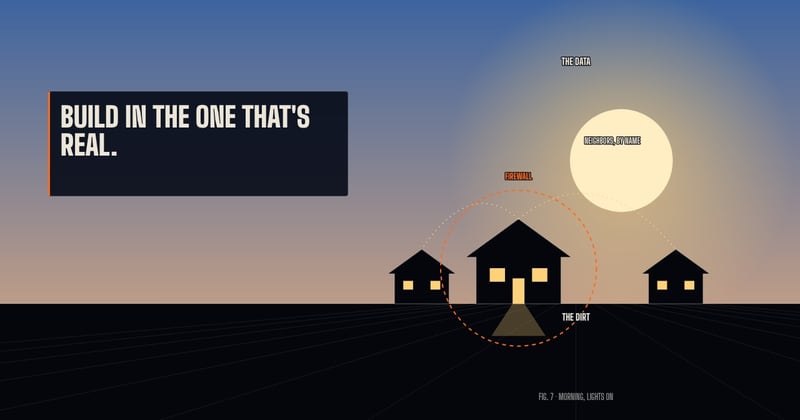 BUILD IN THE ONE THAT'S
REAL.
THE DATA
NEIGHBORS, BY NAME
FIREWALL
THE DIRT
FIG. 7 · MORNING, LIGHTS ON